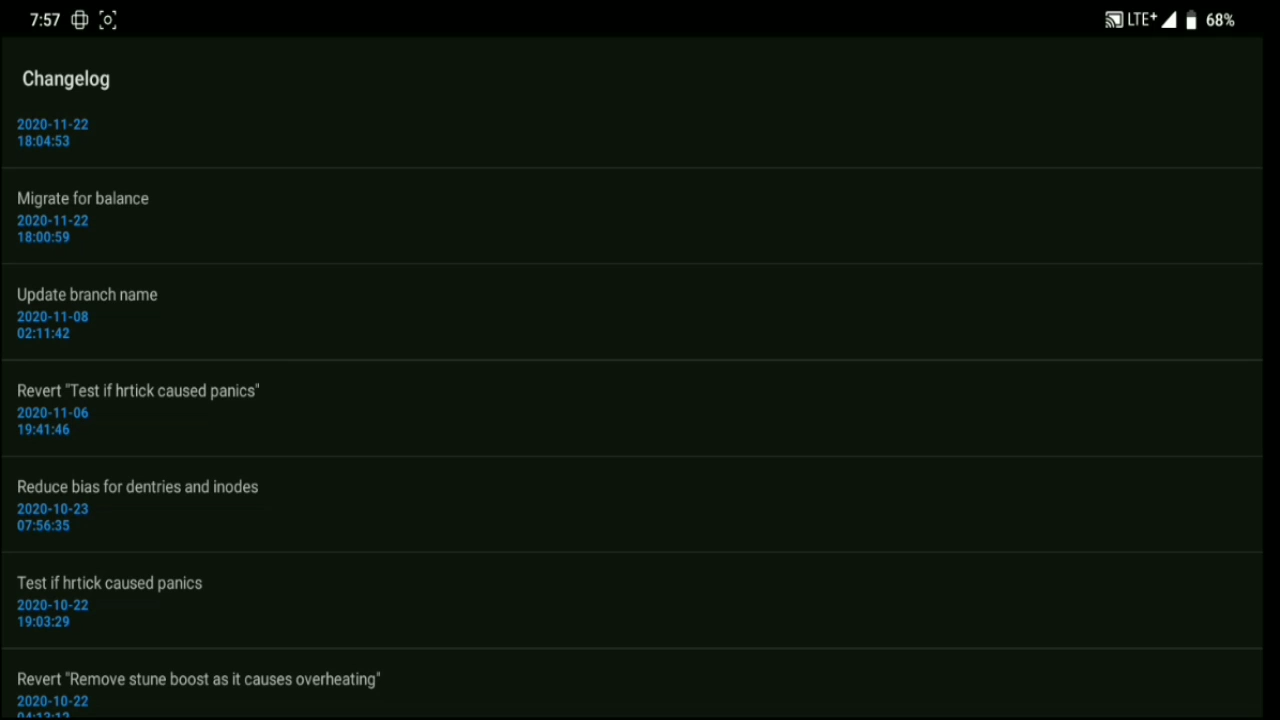 7:57 LTE+ 68%
Changelog
2020-11-22
18:04:53
Migrate for balance
2020-11-22
18:00:59
Update branch name
2020-11-08
02:11:42
Revert "Test if hrtick caused panics"
2020-11-06
19:41:46
Reduce bias for dentries and inodes
2020-10-23
07:56:35
Test if hrtick caused panics
2020-10-22
19:03:29
Revert "Remove stune boost as it causes overheating"
2020-10-22